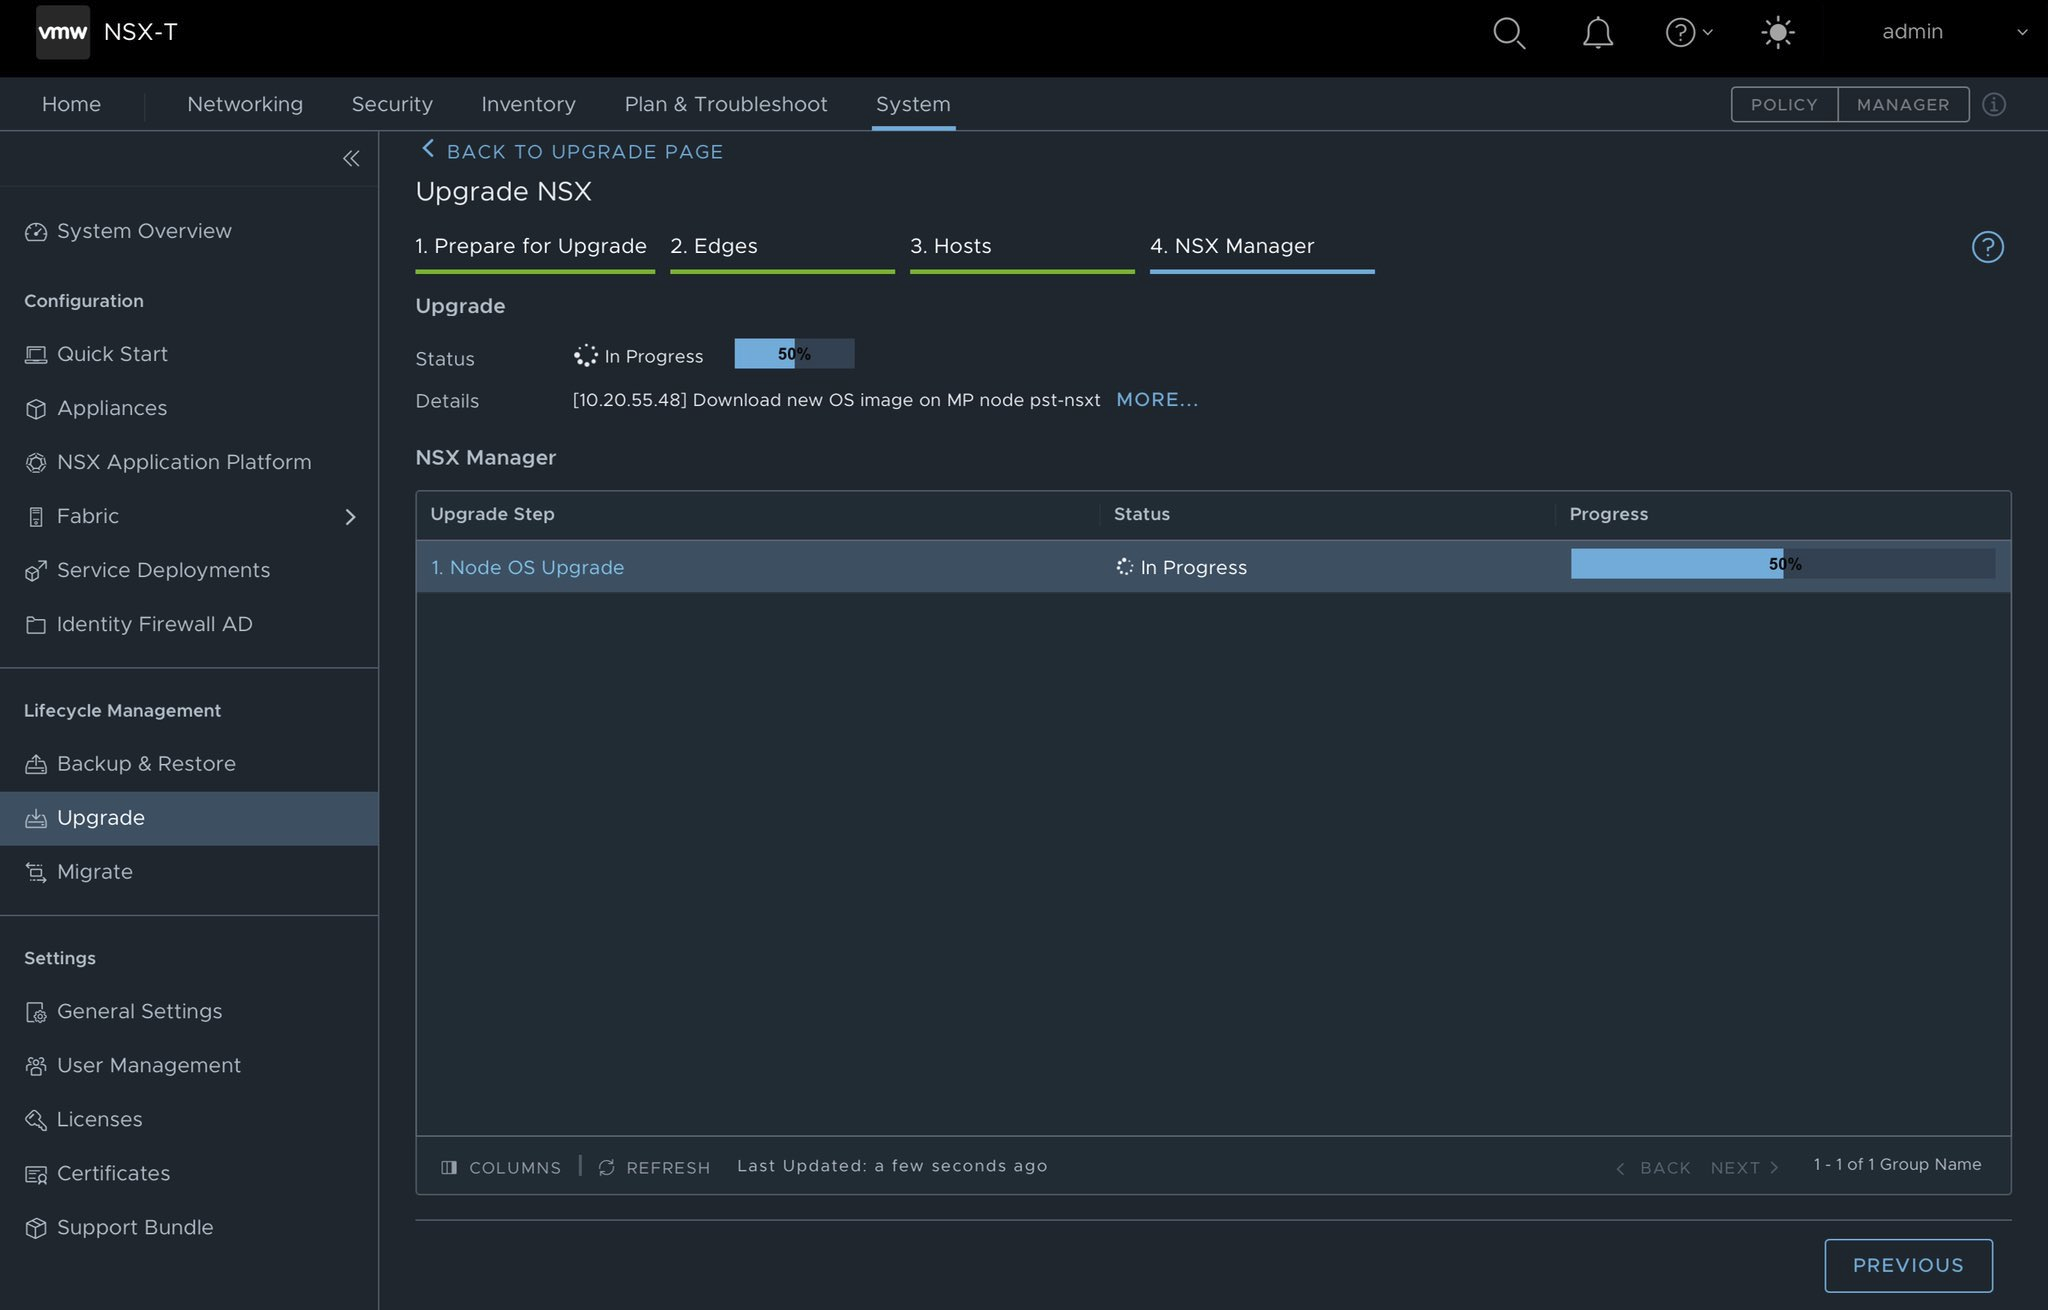 vmw NSX-T
admin
Home Networking Security Inventory Plan & Troubleshoot System
POLICY MANAGER
BACK TO UPGRADE PAGE
Upgrade NSX
1. Prepare for Upgrade 2. Edges 3. Hosts 4. NSX Manager
Upgrade
Status In Progress 50%
Details [10.20.55.48] Download new OS image on MP node pst-nsxt MORE...
NSX Manager
Upgrade Step Status Progress
1. Node OS Upgrade In Progress 50%
COLUMNS REFRESH Last Updated: a few seconds ago
BACK NEXT 1 - 1 of 1 Group Name
PREVIOUS
System Overview
Configuration
Quick Start
Appliances
NSX Application Platform
Fabric
Service Deployments
Identity Firewall AD
Lifecycle Management
Backup & Restore
Upgrade
Migrate
Settings
General Settings
User Management
Licenses
Certificates
Support Bundle